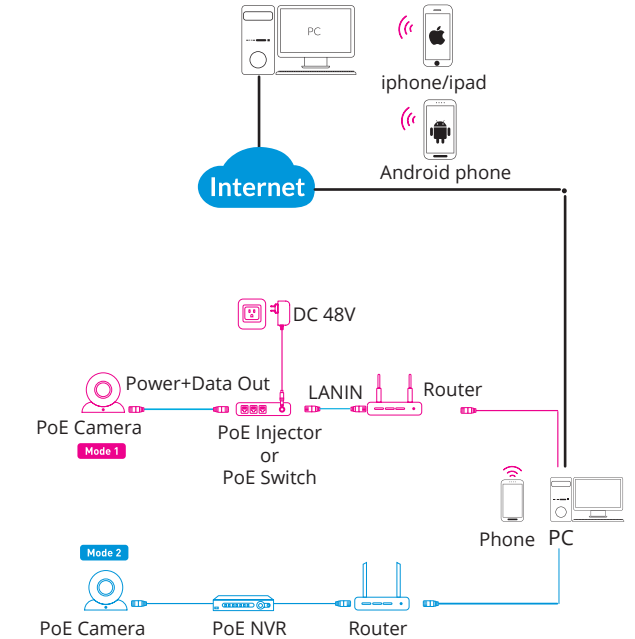 PC
iphone/ipad
Android phone
Internet
DC 48V
Power+Data Out
LANIN
Router
PoE Camera
Mode 1
PoE Injector
or
PoE Switch
Phone
PC
Mode 2
PoE Camera
PoE NVR
Router